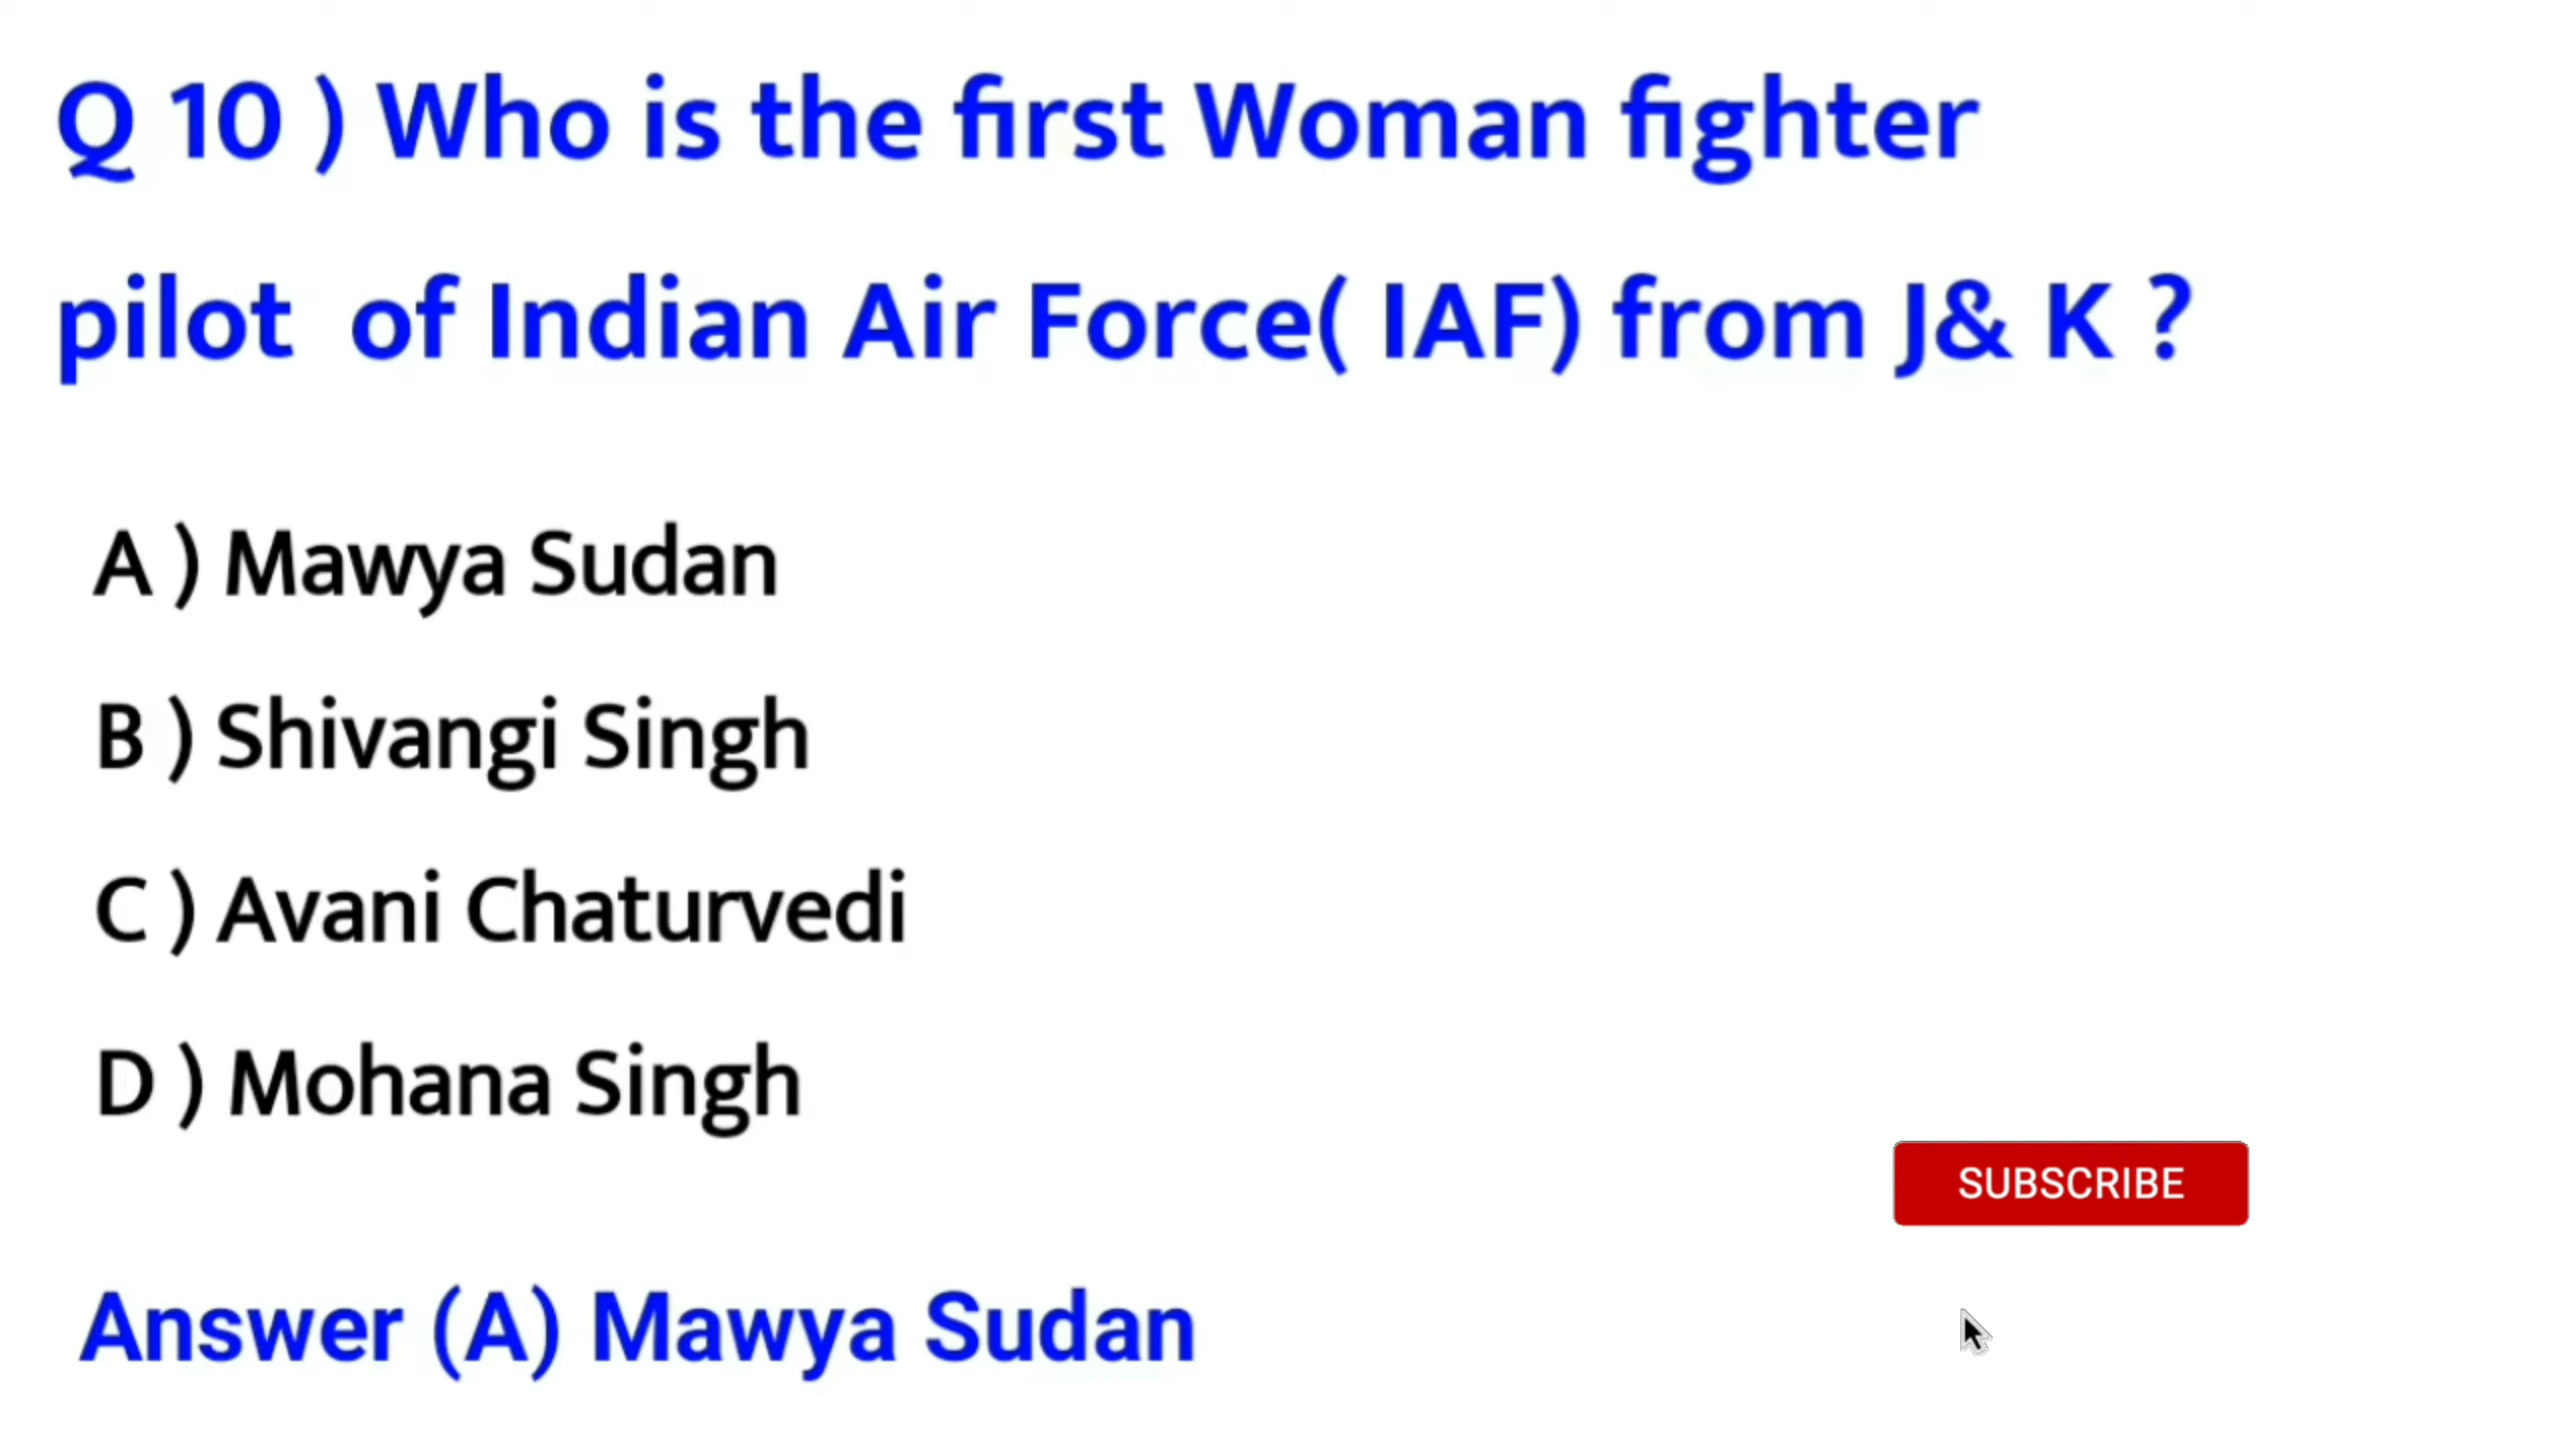 Q 10 ) Who is the first Woman fighter
pilot of Indian Air Force( IAF) from J& K ?
A ) Mawya Sudan
B ) Shivangi Singh
C ) Avani Chaturvedi
D ) Mohana Singh
SUBSCRIBE
Answer (A) Mawya Sudan